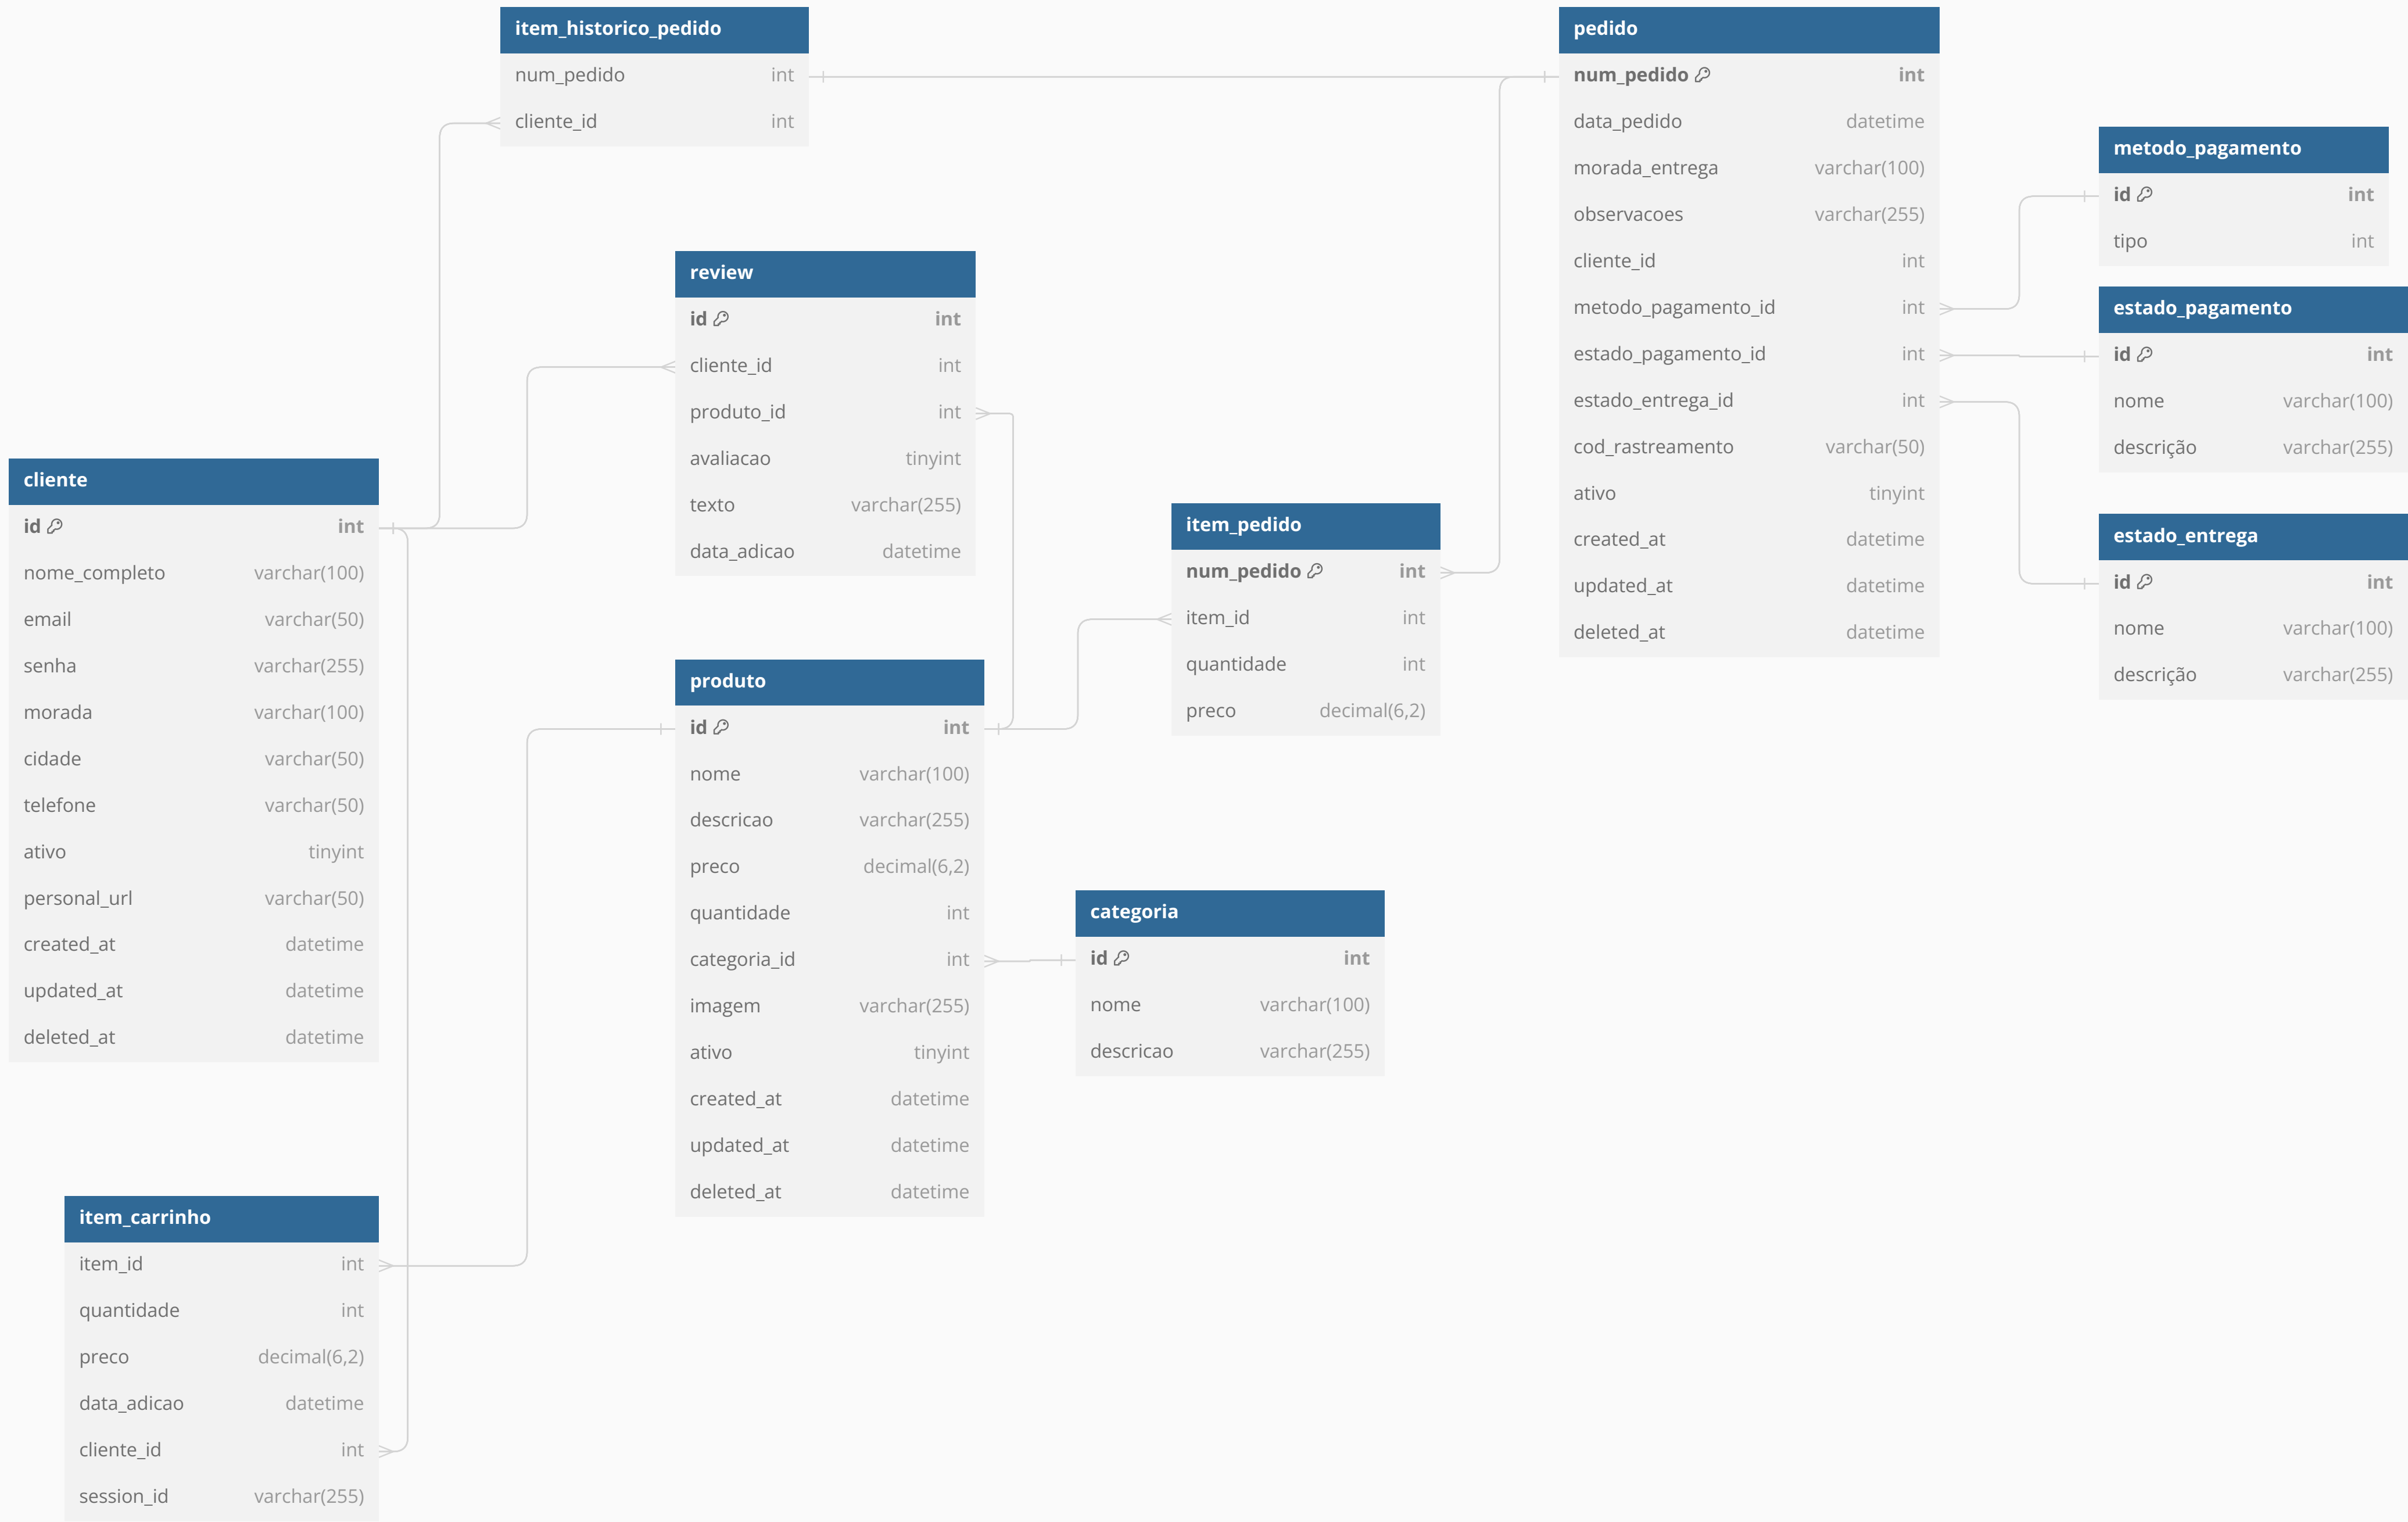 item_historico_pedido
num_pedido int
cliente_id int
pedido
num_pedido int
data_pedido datetime
morada_entrega varchar(100)
observacoes varchar(255)
cliente_id int
metodo_pagamento_id int
estado_pagamento_id int
estado_entrega_id int
cod_rastreamento varchar(50)
ativo tinyint
created_at datetime
updated_at datetime
deleted_at datetime
metodo_pagamento
id int
tipo int
estado_pagamento
id int
nome varchar(100)
descrição varchar(255)
estado_entrega
id int
nome varchar(100)
descrição varchar(255)
review
id int
cliente_id int
produto_id int
avaliacao tinyint
texto varchar(255)
data_adicao datetime
cliente
id int
nome_completo varchar(100)
email varchar(50)
senha varchar(255)
morada varchar(100)
cidade varchar(50)
telefone varchar(50)
ativo tinyint
personal_url varchar(50)
created_at datetime
updated_at datetime
deleted_at datetime
item_pedido
num_pedido int
item_id int
quantidade int
preco decimal(6,2)
produto
id int
nome varchar(100)
descricao varchar(255)
preco decimal(6,2)
quantidade int
categoria_id int
imagem varchar(255)
ativo tinyint
created_at datetime
updated_at datetime
deleted_at datetime
categoria
id int
nome varchar(100)
descricao varchar(255)
item_carrinho
item_id int
quantidade int
preco decimal(6,2)
data_adicao datetime
cliente_id int
session_id varchar(255)